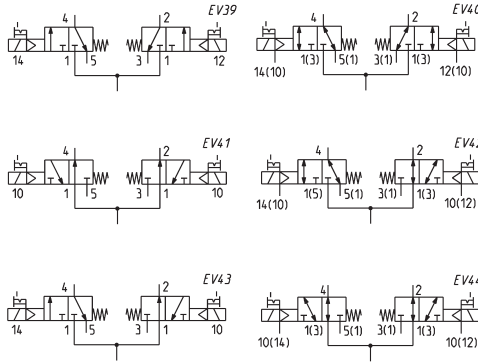 4 2 EV39
14 1 5 3 1 12
4 2 EV40
14(10) 1(3) 5(1) 3(1) 1(3) 12(10)
4 2 EV41
10 1 5 3 1 10
4 2
14(10) 1(5) 5(1) 3(1) 1(3) 10(12)
4 2 EV43
14 1 5 3 1 10
4 2 EV44
10(14) 1(3) 5(1) 3(1) 1(3) 10(12)